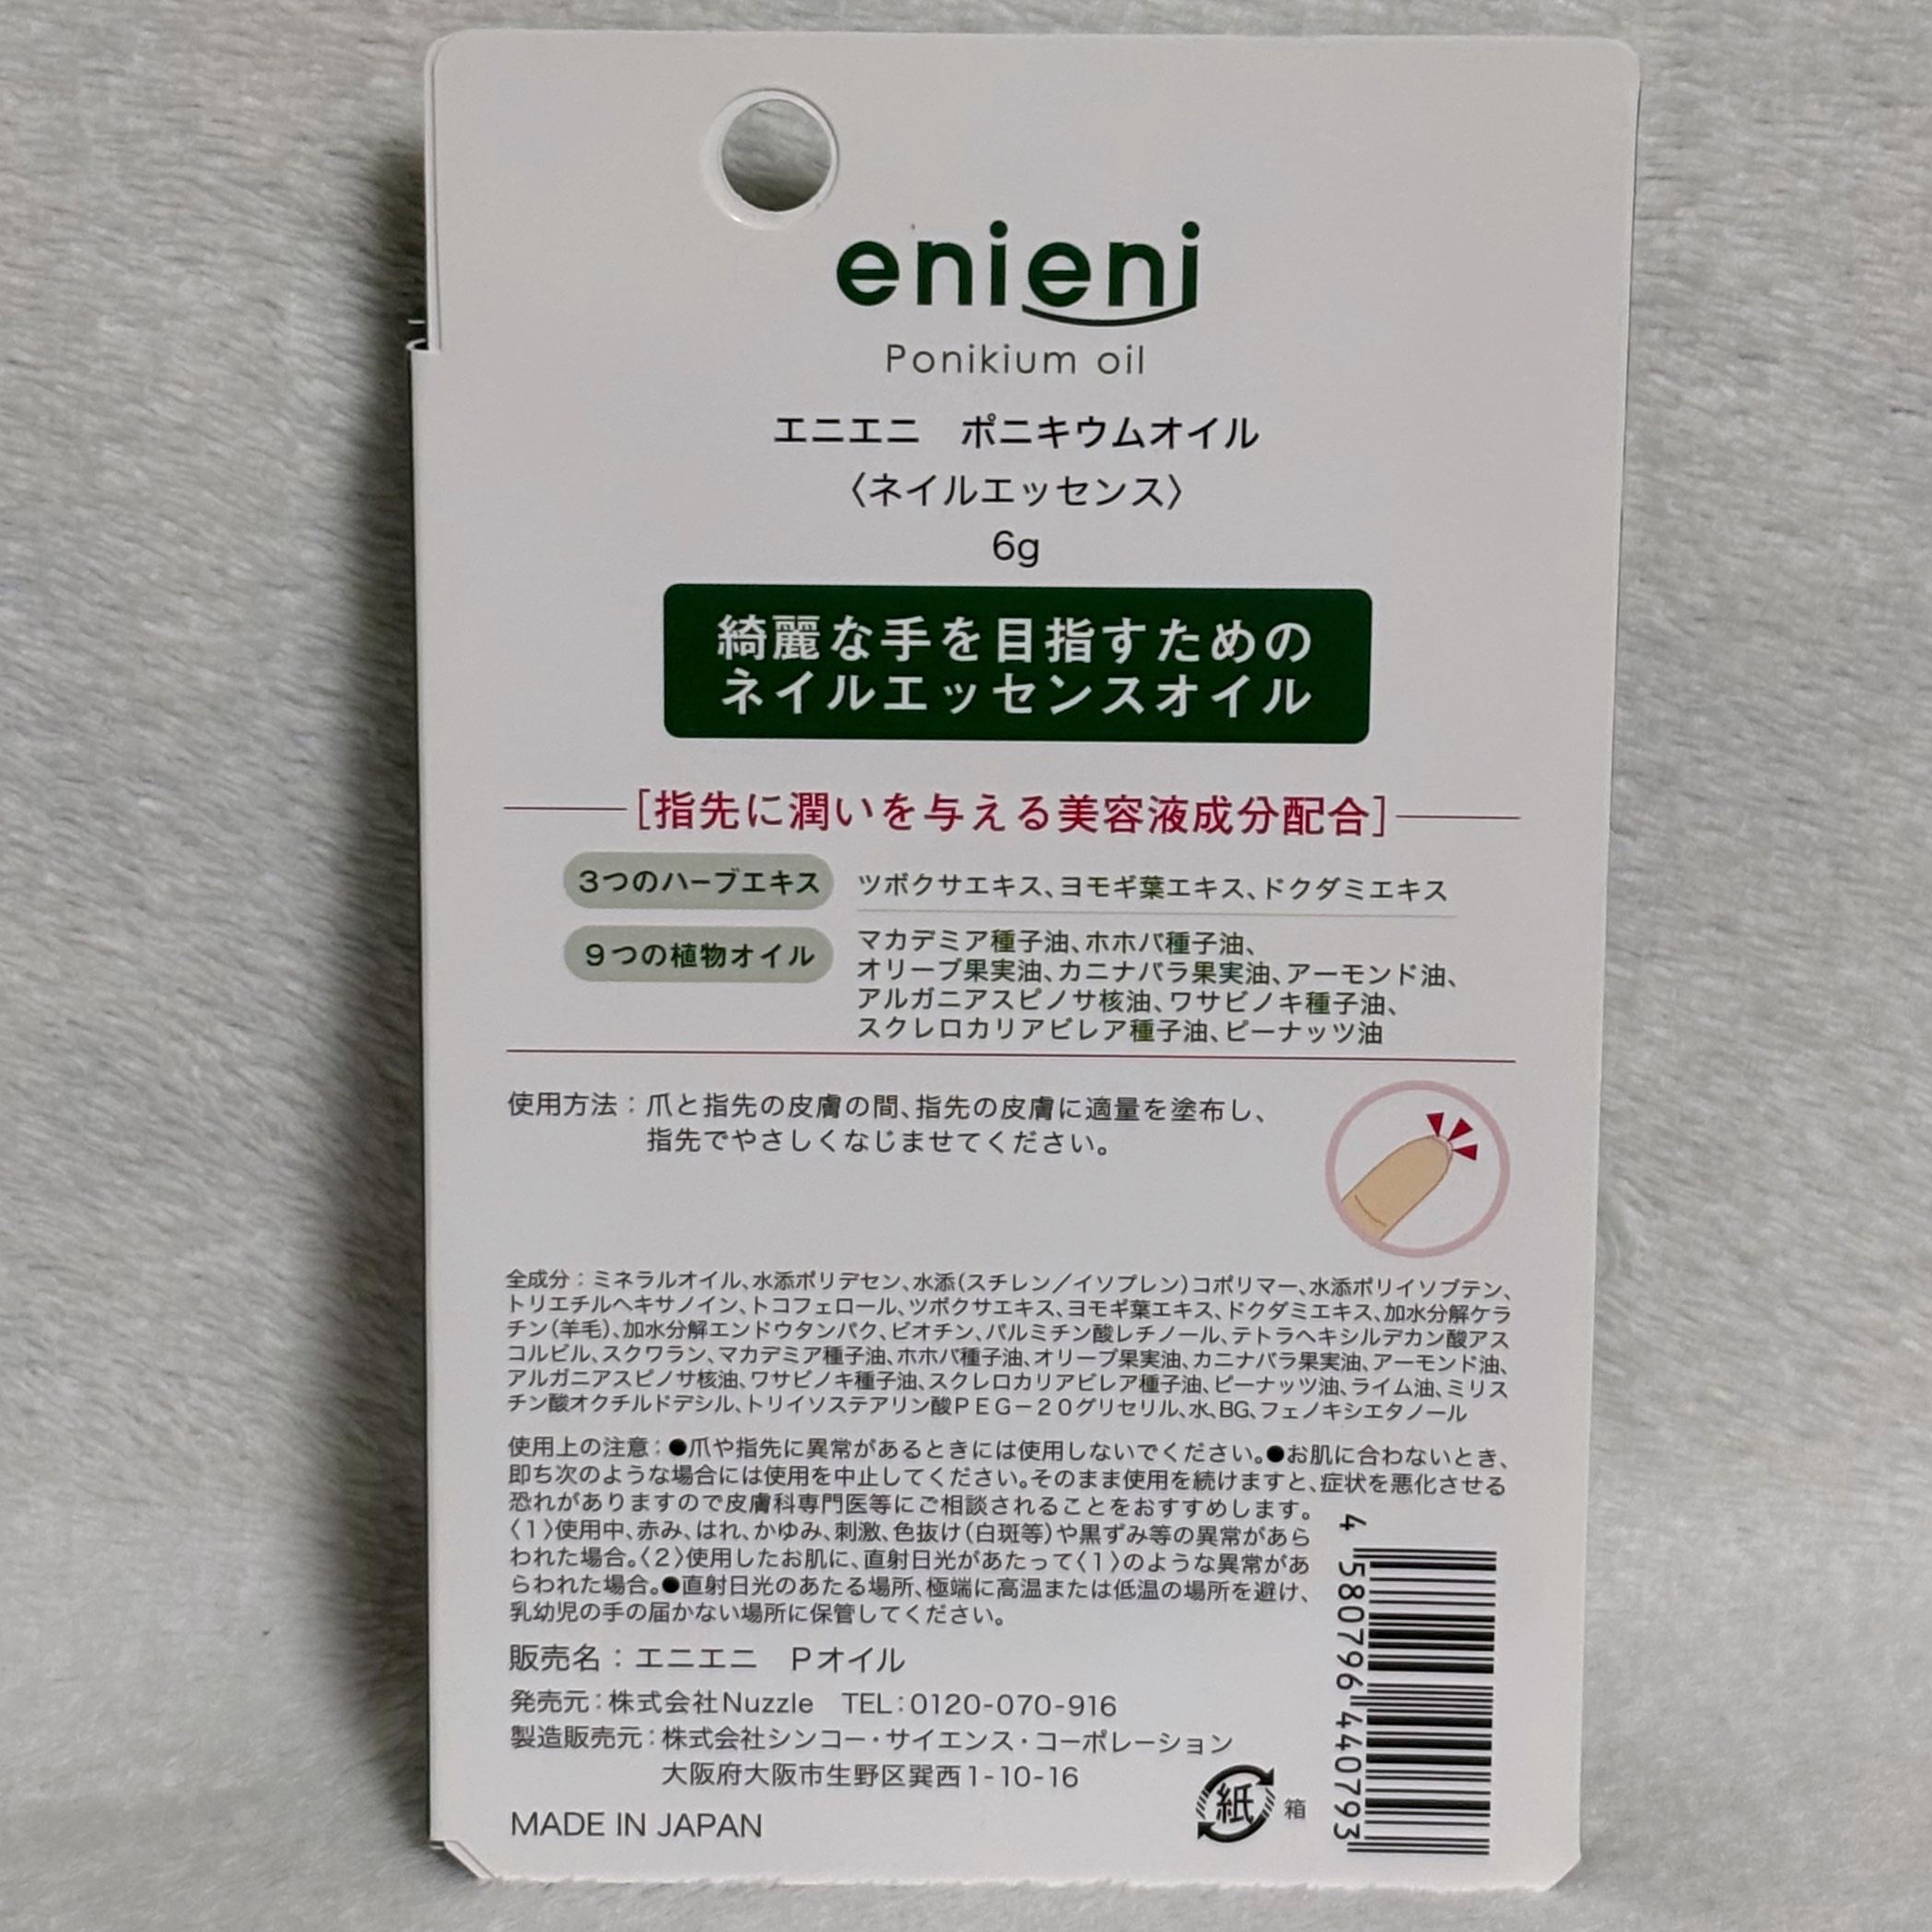 enieni
Ponikium oil
エニエニ　ポニキウムオイル
〈ネイルエッセンス〉
6g
綺麗な手を目指すための
ネイルエッセンスオイル
[指先に潤いを与える美容液成分配合]
3つのハーブエキス
ツボクサエキス、ヨモギ葉エキス、ドクダミエキス
9つの植物オイル
マカデミア種子油、ホホバ種子油、
オリーブ果実油、カニナバラ果実油、アーモンド油、
アルガニアスピノサ核油、ワサビノキ種子油、
スクレロカリアビレア種子油、ピーナッツ油
使用方法：爪と指先の皮膚の間、指先の皮膚に適量を塗布し、
指先でやさしくなじませてください。
全成分：ミネラルオイル、水添ポリデセン、水添(スチレン／イソプレン)コポリマー、水添ポリイソブテン、
トリエチルヘキサノイン、トコフェロール、ツボクサエキス、ヨモギ葉エキス、ドクダミエキス、加水分解ケラ
チン(羊毛)、加水分解エンドウタンパク、ビオチン、パルミチン酸レチノール、テトラヘキシルデカン酸アス
コルビル、スクワラン、マカデミア種子油、ホホバ種子油、オリーブ果実油、カニナバラ果実油、アーモンド油、
アルガニアスピノサ核油、ワサビノキ種子油、スクレロカリアビレア種子油、ピーナッツ油、ライム油、ミリス
チン酸オクチルドデシル、トリイソステアリン酸ＰＥＧ－２０グリセリル、水、BG、フェノキシエタノール
使用上の注意：●爪や指先に異常があるときには使用しないでください。●お肌に合わないとき、
即ち次のような場合には使用を中止してください。そのまま使用を続けますと、症状を悪化させる
恐れがありますので皮膚科専門医等にご相談されることをおすすめします。
〈1〉使用中、赤み、はれ、かゆみ、刺激、色抜け(白斑等)や黒ずみ等の異常があら
われた場合。〈2〉使用したお肌に、直射日光があたって〈1〉のような異常があ
らわれた場合。●直射日光のあたる場所、極端に高温または低温の場所を避け、
乳幼児の手の届かない場所に保管してください。
販売名：エニエニ　Pオイル
発売元：株式会社Nuzzle　TEL：0120-070-916
製造販売元：株式会社シンコー・サイエンス・コーポレーション
大阪府大阪市生野区巽西1-10-16
MADE IN JAPAN
紙 箱
4 580796 440793